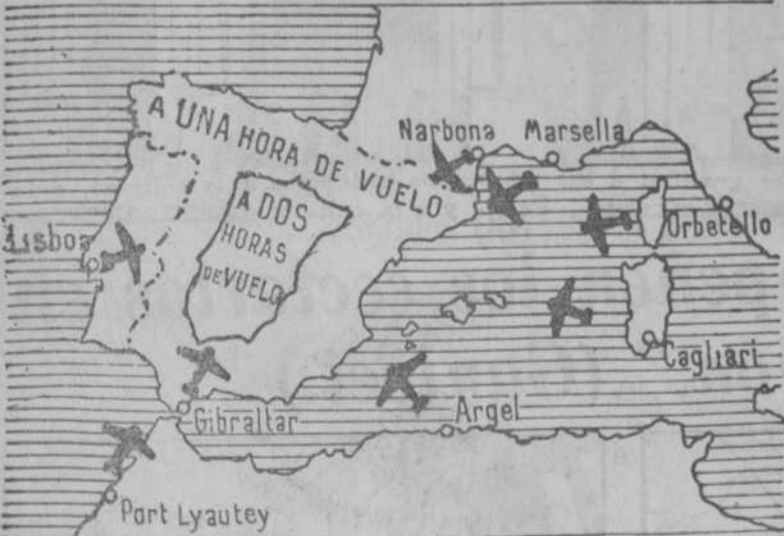 A UNA HORA DE VUELO
Narbona
Marsella
A DOS
HORAS
DE VUELO
Lisboa
Orbetello
Cagliari
Gibraltar
Argel
Port Lyautey